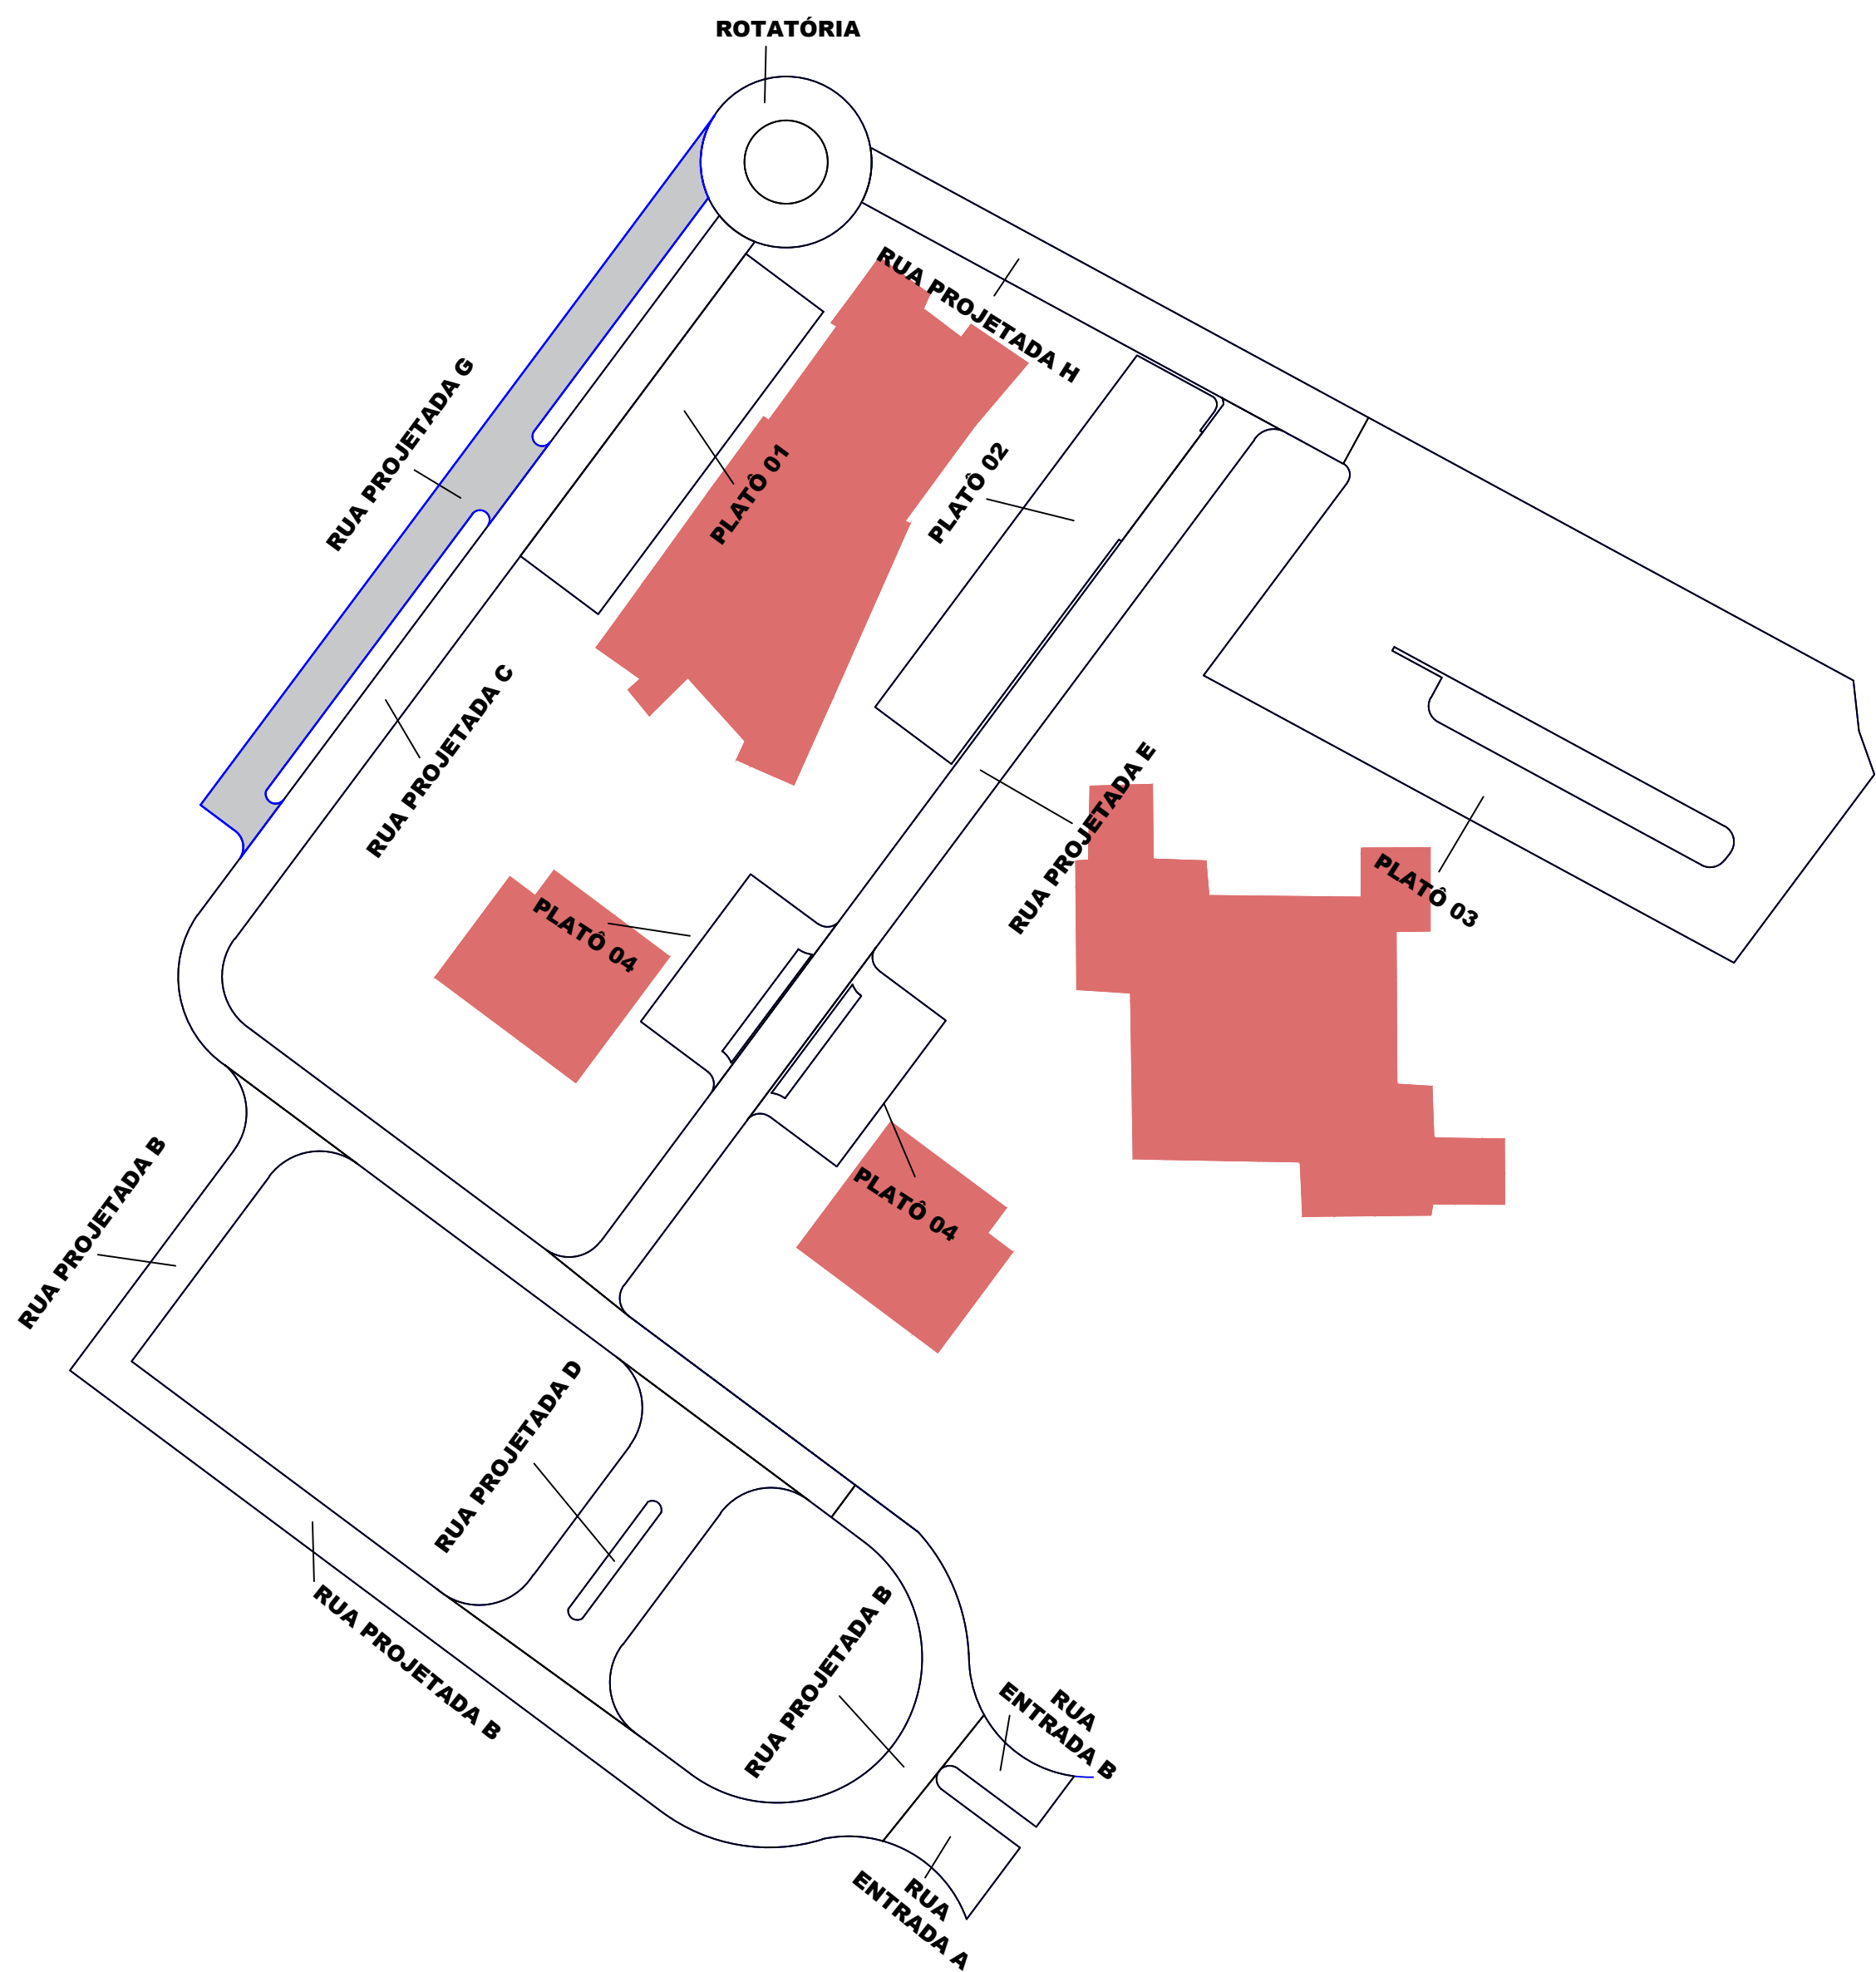 ROTATÓRIA
RUA PROJETADA H
RUA PROJETADA G
PLATÔ 01
PLATÔ 02
RUA PROJETADA C
RUA PROJETADA E
PLATÔ 03
PLATÔ 04
PLATÔ 04
RUA PROJETADA B
RUA PROJETADA D
RUA PROJETADA B
RUA PROJETADA B
RUA
ENTRADA B
RUA
ENTRADA A